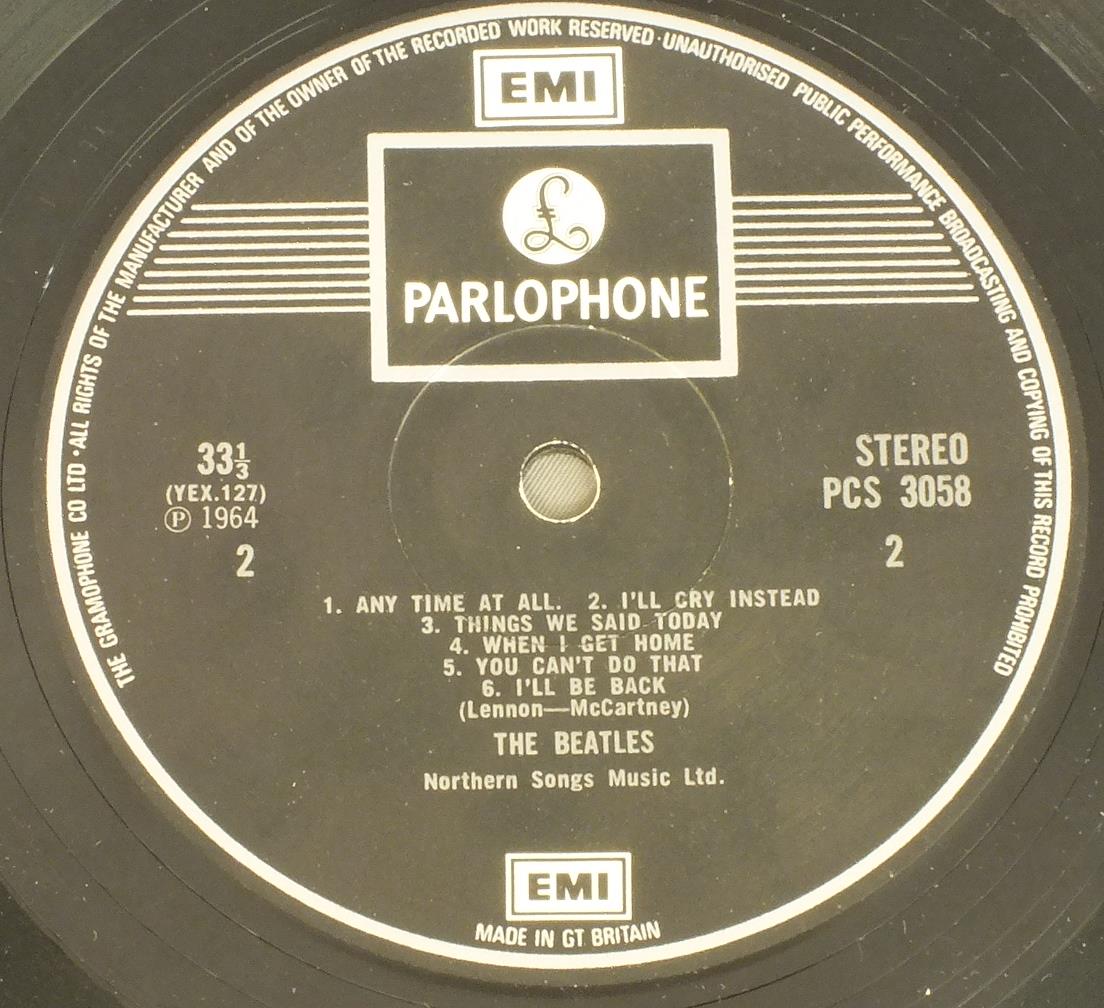 THE GRAMOPHONE CO LTD · ALL RIGHTS OF THE MANUFACTURER AND OF THE OWNER OF THE RECORDED WORK RESERVED · UNAUTHORISED PUBLIC PERFORMANCE BROADCASTING AND COPYING OF THIS RECORD PROHIBITED
EMI
£
PARLOPHONE
33⅓
(YEX.127)
Ⓟ 1964
2
STEREO
PCS 3058
2
1. ANY TIME AT ALL. 2. I'LL CRY INSTEAD
3. THINGS WE SAID TODAY
4. WHEN I GET HOME
5. YOU CAN'T DO THAT
6. I'LL BE BACK
(Lennon—McCartney)
THE BEATLES
Northern Songs Music Ltd.
EMI
MADE IN GT. BRITAIN